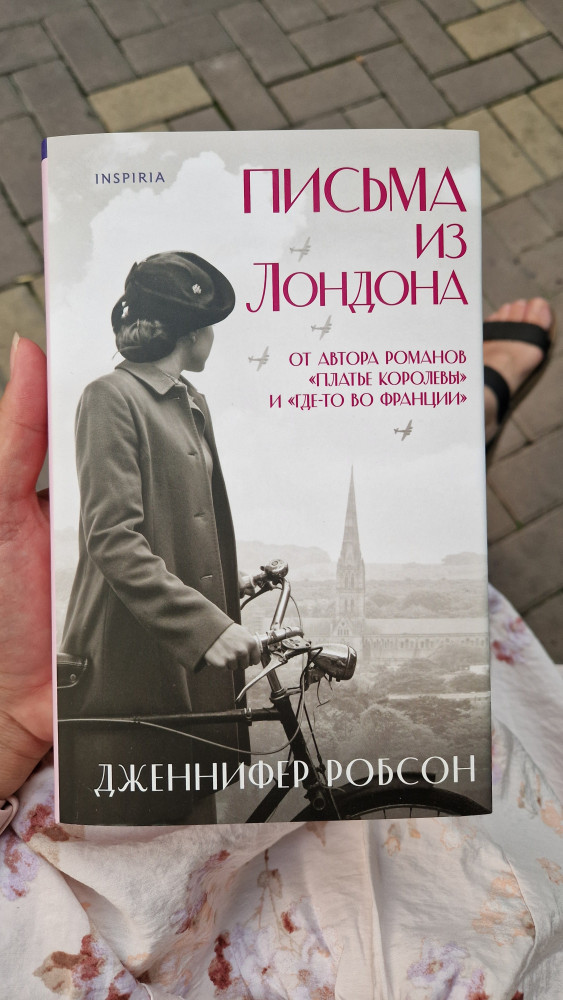 INSPIRIA
ПИСЬМА
ИЗ
ЛОНДОНА
ОТ АВТОРА РОМАНОВ
«ПЛАТЬЕ КОРОЛЕВЫ»
И «ГДЕ-ТО ВО ФРАНЦИИ»
ДЖЕННИФЕР РОБСОН